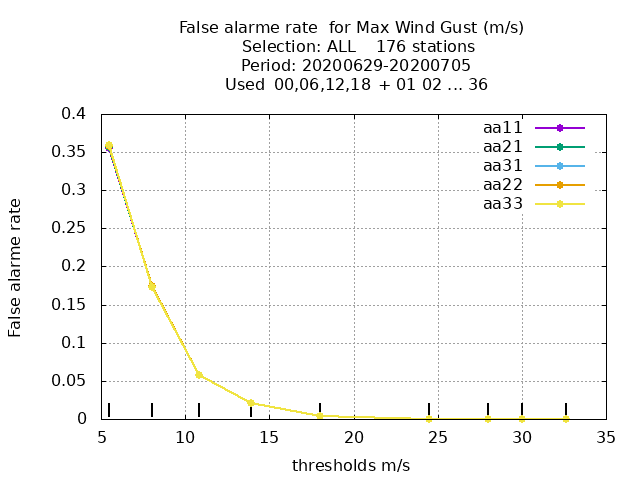 False alarme rate  for Max Wind Gust (m/s)
Selection: ALL    176 stations
Period: 20200629-20200705
Used  00,06,12,18 + 01 02 ... 36
0.4
0.35
0.3
0.25
0.2
0.15
0.1
0.05
0
False alarme rate
aa11
aa21
aa31
aa22
aa33
5
10
15
20
25
30
35
thresholds m/s